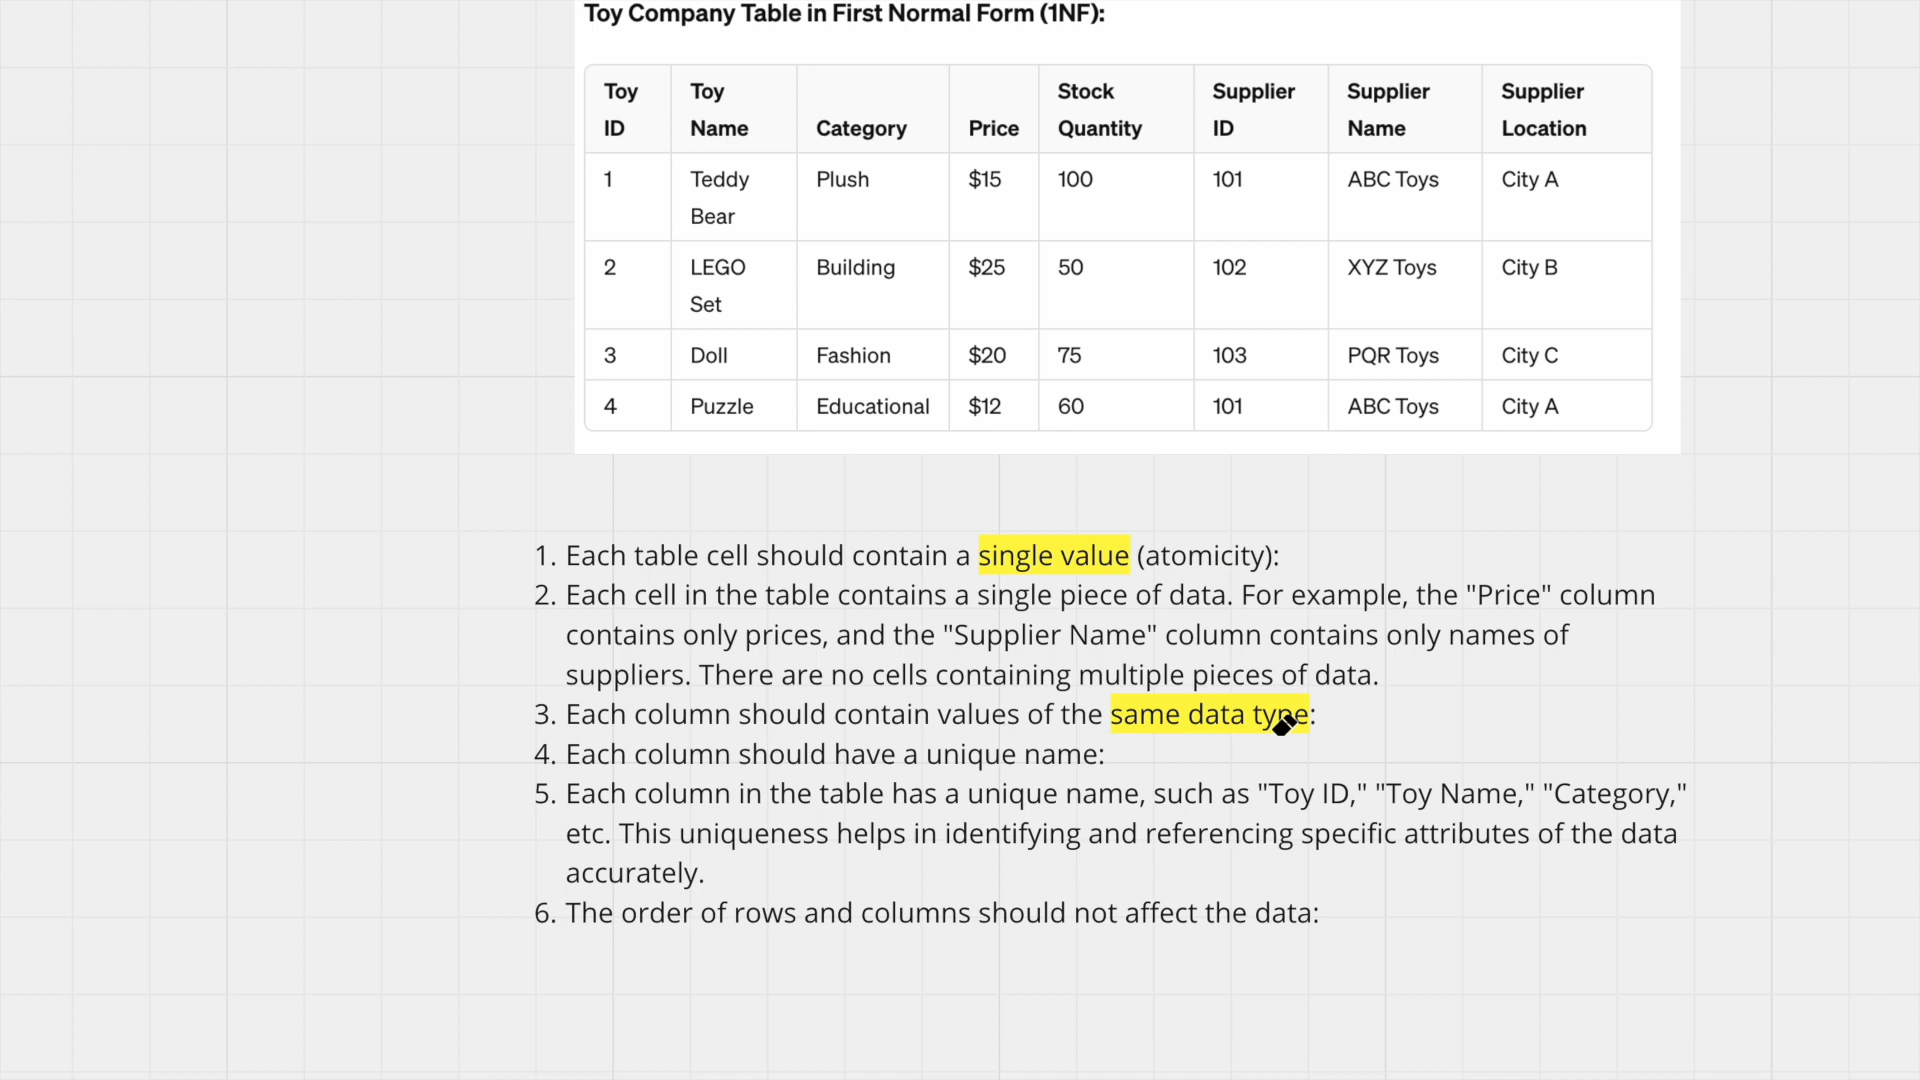 Toy Company Table in First Normal Form (1NF):
Toy ID Toy Name Category Price Stock Quantity Supplier ID Supplier Name Supplier Location
1 Teddy Bear Plush $15 100 101 ABC Toys City A
2 LEGO Set Building $25 50 102 XYZ Toys City B
3 Doll Fashion $20 75 103 PQR Toys City C
4 Puzzle Educational $12 60 101 ABC Toys City A
1. Each table cell should contain a single value (atomicity):
2. Each cell in the table contains a single piece of data. For example, the "Price" column
contains only prices, and the "Supplier Name" column contains only names of
suppliers. There are no cells containing multiple pieces of data.
3. Each column should contain values of the same data type:
4. Each column should have a unique name:
5. Each column in the table has a unique name, such as "Toy ID," "Toy Name," "Category,"
etc. This uniqueness helps in identifying and referencing specific attributes of the data
accurately.
6. The order of rows and columns should not affect the data: